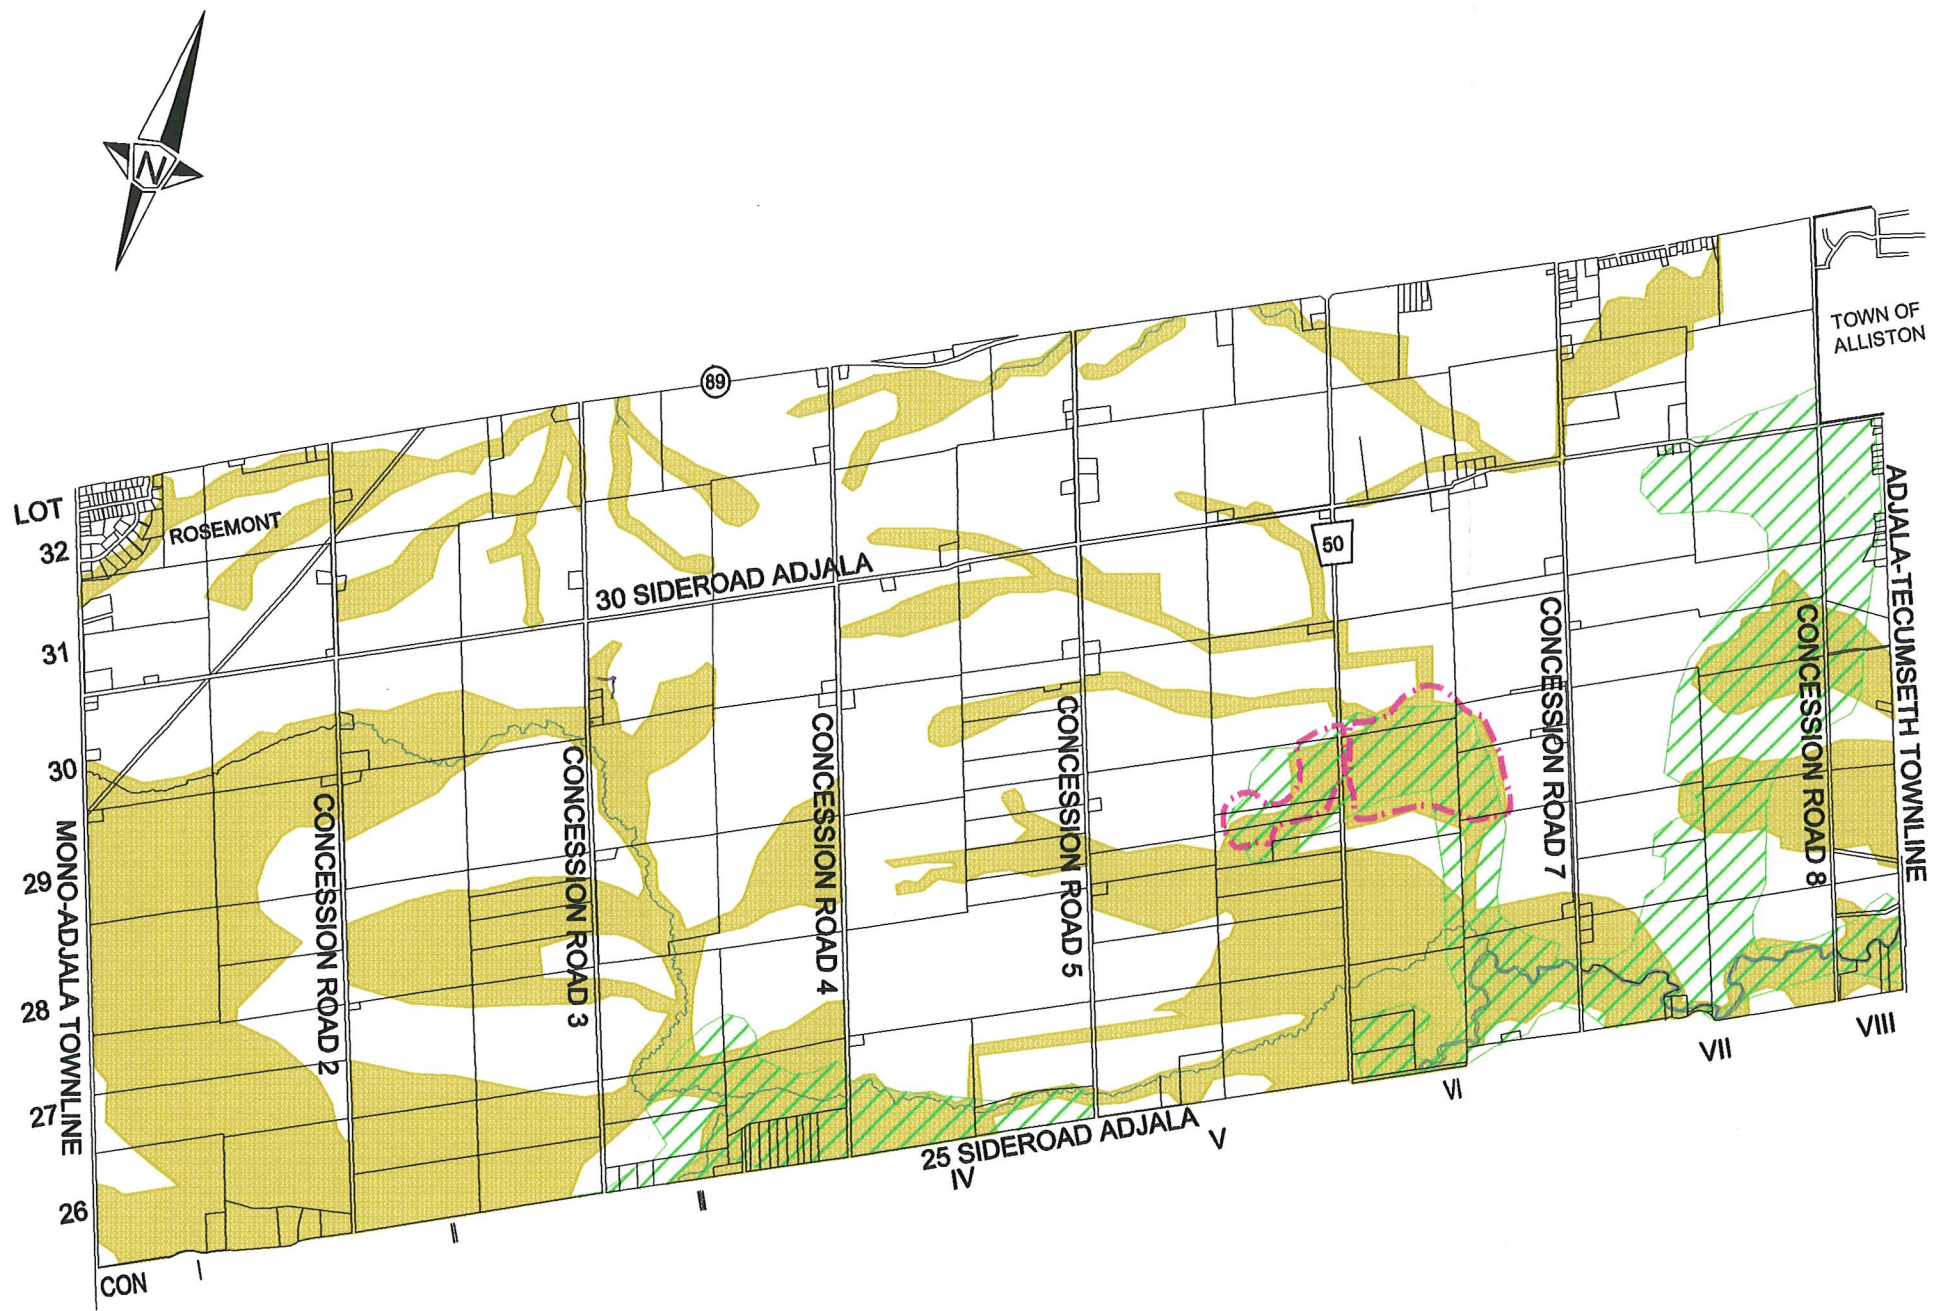 N
TOWN OF
ALLISTON
89
LOT
ROSEMONT
32
50
30 SIDEROAD ADJALA
31
30
29
28
27
26
MONO-ADJALA TOWNLINE
CONCESSION ROAD 2
CONCESSION ROAD 3
CONCESSION ROAD 4
CONCESSION ROAD 5
CONCESSION ROAD 7
CONCESSION ROAD 8
ADJALA-TECUMSETH TOWNLINE
25 SIDEROAD ADJALA
CON
I
II
II
IV
V
VI
VII
VIII